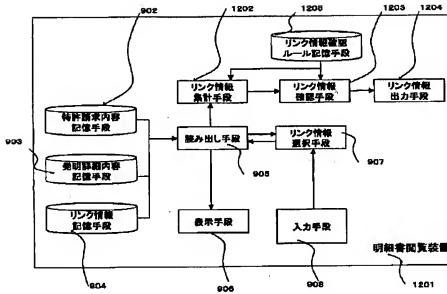 902
1202
1205
1203
1204
リンク情報確認
ルール記憶手段
リンク情報
集計手段
リンク情報
確認手段
リンク情報
出力手段
特許請求内容
記憶手段
903
発明詳細内容
記憶手段
読み出し手段
リンク情報
選択手段
905
907
リンク情報
記憶手段
表示手段
入力手段
904
906
908
明細書閲覧装置
1201